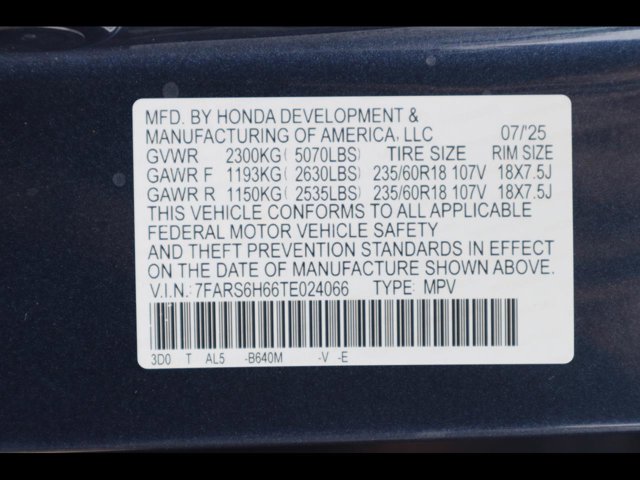 MFD. BY HONDA DEVELOPMENT &
MANUFACTURING OF AMERICA, LLC 07/'25
GVWR 2300KG( 5070LBS) TIRE SIZE RIM SIZE
GAWR F 1193KG( 2630LBS) 235/60R18 107V 18X7.5J
GAWR R 1150KG( 2535LBS) 235/60R18 107V 18X7.5J
THIS VEHICLE CONFORMS TO ALL APPLICABLE
FEDERAL MOTOR VEHICLE SAFETY
AND THEFT PREVENTION STANDARDS IN EFFECT
ON THE DATE OF MANUFACTURE SHOWN ABOVE.
V.I.N.: 7FARS6H66TE024066 TYPE: MPV
3D0 T AL5 -B640M -V -E